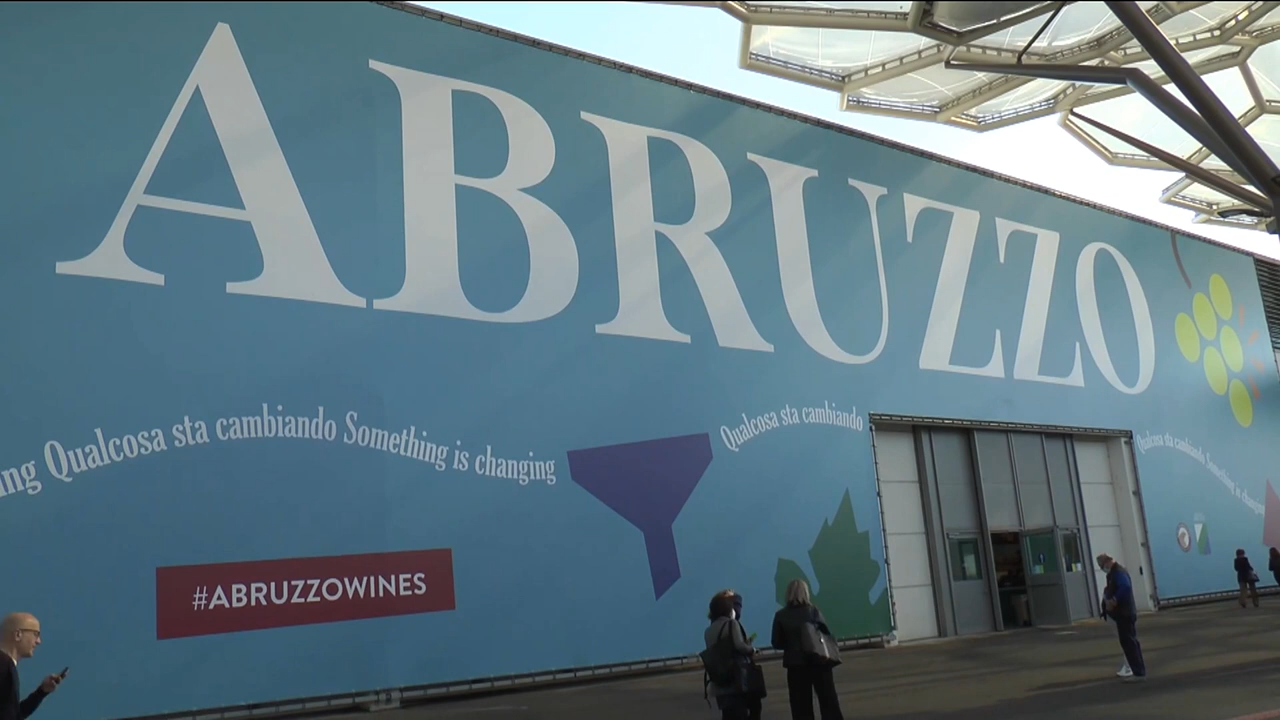 ABRUZZO
ing Qualcosa sta cambiando Something is changing
Qualcosa sta cambiando
Qualcosa sta cambiando Something is changing
#ABRUZZOWINES